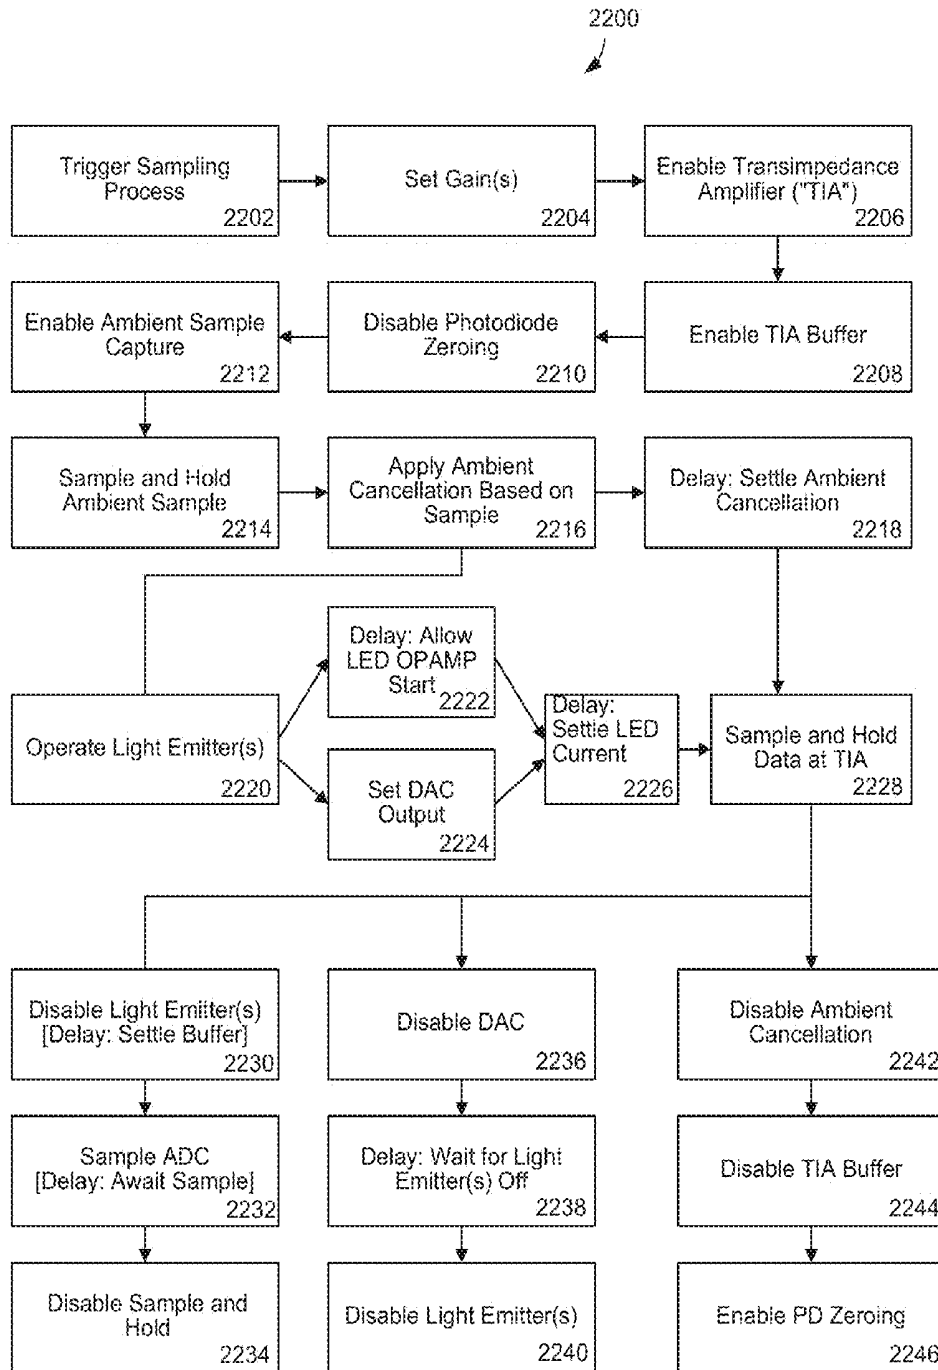 2200
Trigger Sampling
Process
2202
Set Gain(s)
2204
Enable Transimpedance
Amplifier ("TIA")
2206
Enable Ambient Sample
Capture
2212
Disable Photodiode
Zeroing
2210
Enable TIA Buffer
2208
Sample and Hold
Ambient Sample
2214
Apply Ambient
Cancellation Based on
Sample
2216
Delay: Settle Ambient
Cancellation
2218
Operate Light Emitter(s)
2220
Delay: Allow
LED OPAMP
Start
2222
Set DAC
Output
2224
Delay:
Settle LED
Current
2226
Sample and Hold
Data at TIA
2228
Disable Light Emitter(s)
[Delay: Settle Buffer]
2230
Disable DAC
2236
Disable Ambient
Cancellation
2242
Sample ADC
[Delay: Await Sample]
2232
Delay: Wait for Light
Emitter(s) Off
2238
Disable TIA Buffer
2244
Disable Sample and
Hold
2234
Disable Light Emitter(s)
2240
Enable PD Zeroing
2246